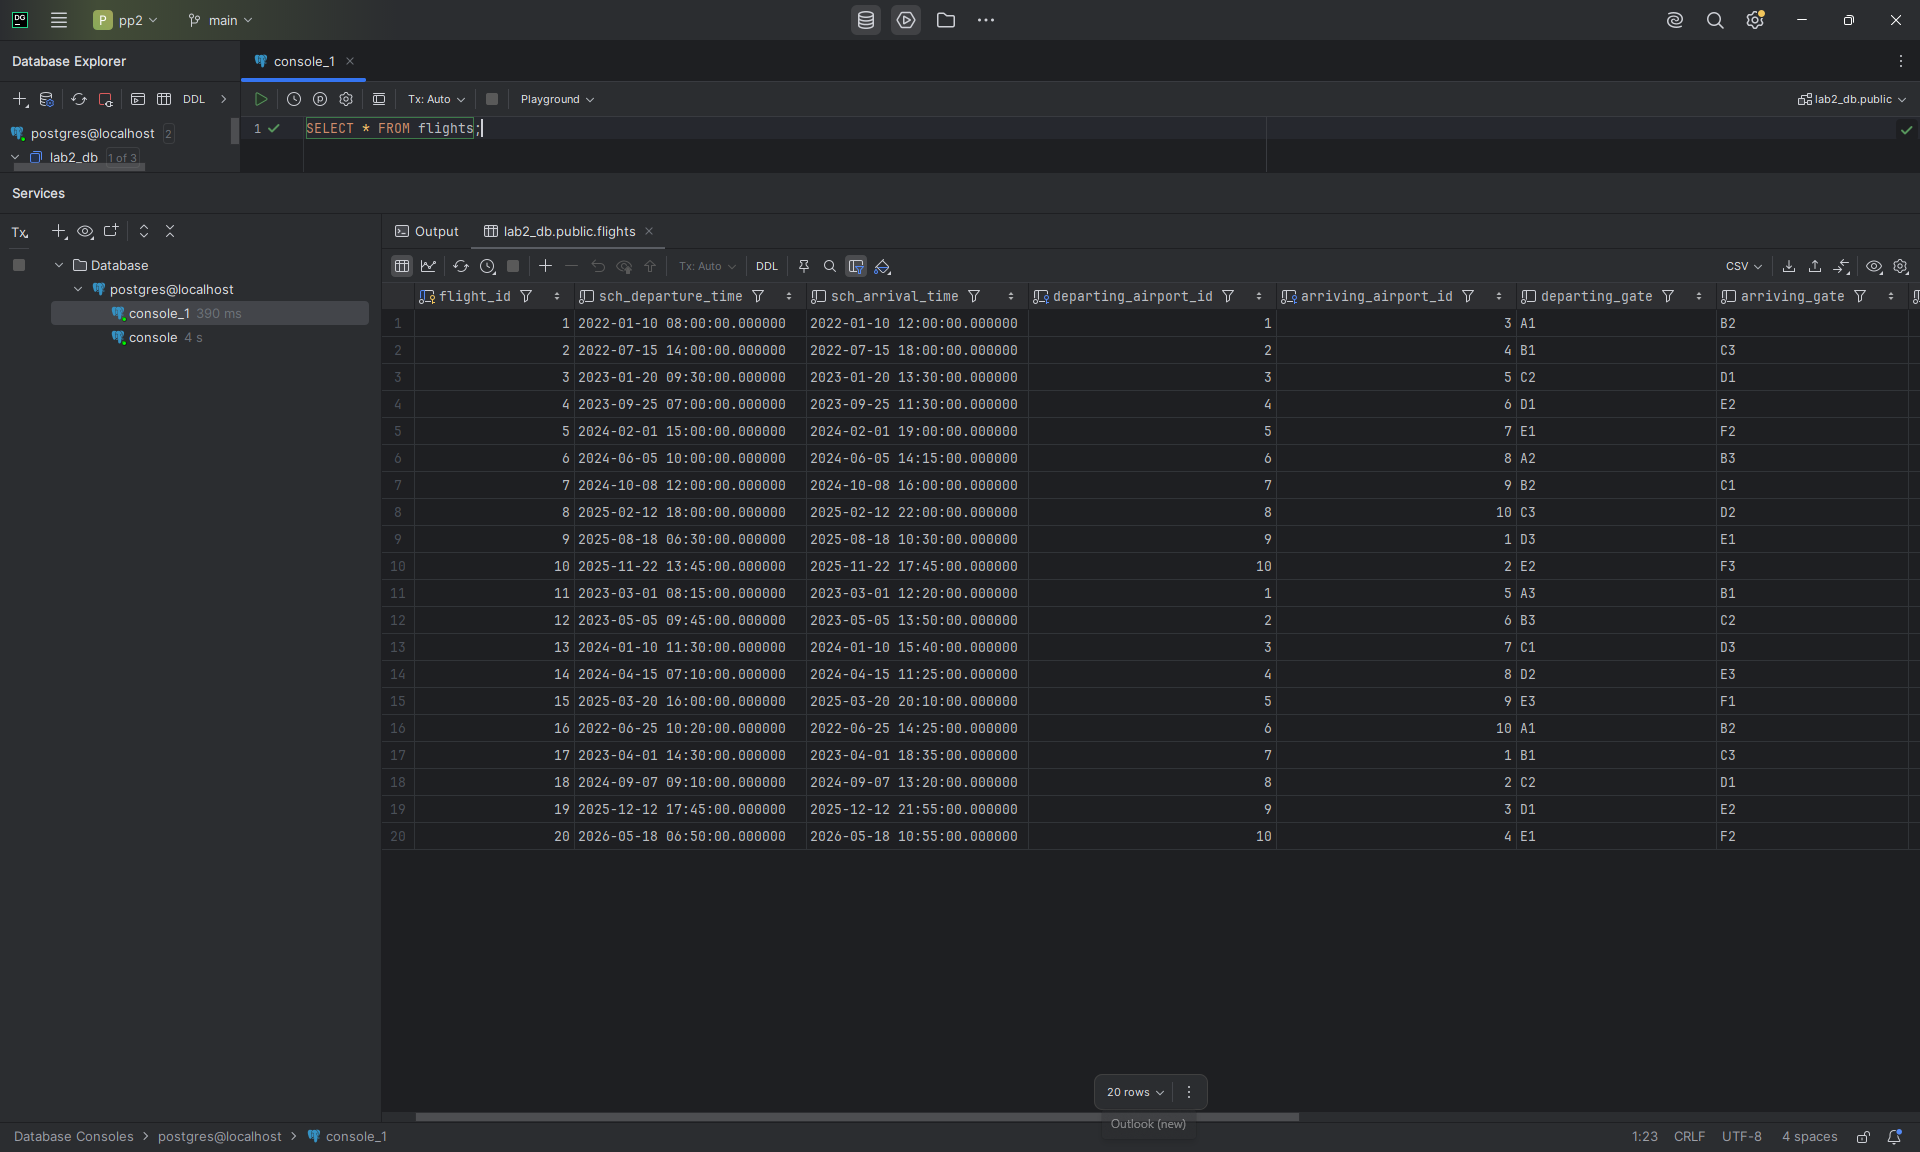 DG P pp2 main
Database Explorer console_1
DDL Tx: Auto Playground lab2_db.public
postgres@localhost 2
1 SELECT * FROM flights;
lab2_db 1 of 3
Services
Tx Output lab2_db.public.flights
Database
Tx: Auto DDL CSV
postgres@localhost
console_1 390 ms
console 4 s
flight_id sch_departure_time sch_arrival_time departing_airport_id arriving_airport_id departing_gate arriving_gate
1 1 2022-01-10 08:00:00.000000 2022-01-10 12:00:00.000000 1 3 A1 B2
2 2 2022-07-15 14:00:00.000000 2022-07-15 18:00:00.000000 2 4 B1 C3
3 3 2023-01-20 09:30:00.000000 2023-01-20 13:30:00.000000 3 5 C2 D1
4 4 2023-09-25 07:00:00.000000 2023-09-25 11:30:00.000000 4 6 D1 E2
5 5 2024-02-01 15:00:00.000000 2024-02-01 19:00:00.000000 5 7 E1 F2
6 6 2024-06-05 10:00:00.000000 2024-06-05 14:15:00.000000 6 8 A2 B3
7 7 2024-10-08 12:00:00.000000 2024-10-08 16:00:00.000000 7 9 B2 C1
8 8 2025-02-12 18:00:00.000000 2025-02-12 22:00:00.000000 8 10 C3 D2
9 9 2025-08-18 06:30:00.000000 2025-08-18 10:30:00.000000 9 1 D3 E1
10 10 2025-11-22 13:45:00.000000 2025-11-22 17:45:00.000000 10 2 E2 F3
11 11 2023-03-01 08:15:00.000000 2023-03-01 12:20:00.000000 1 5 A3 B1
12 12 2023-05-05 09:45:00.000000 2023-05-05 13:50:00.000000 2 6 B3 C2
13 13 2024-01-10 11:30:00.000000 2024-01-10 15:40:00.000000 3 7 C1 D3
14 14 2024-04-15 07:10:00.000000 2024-04-15 11:25:00.000000 4 8 D2 E3
15 15 2025-03-20 16:00:00.000000 2025-03-20 20:10:00.000000 5 9 E3 F1
16 16 2022-06-25 10:20:00.000000 2022-06-25 14:25:00.000000 6 10 A1 B2
17 17 2023-04-01 14:30:00.000000 2023-04-01 18:35:00.000000 7 1 B1 C3
18 18 2024-09-07 09:10:00.000000 2024-09-07 13:20:00.000000 8 2 C2 D1
19 19 2025-12-12 17:45:00.000000 2025-12-12 21:55:00.000000 9 3 D1 E2
20 20 2026-05-18 06:50:00.000000 2026-05-18 10:55:00.000000 10 4 E1 F2
20 rows
Outlook (new)
Database Consoles postgres@localhost console_1 1:23 CRLF UTF-8 4 spaces